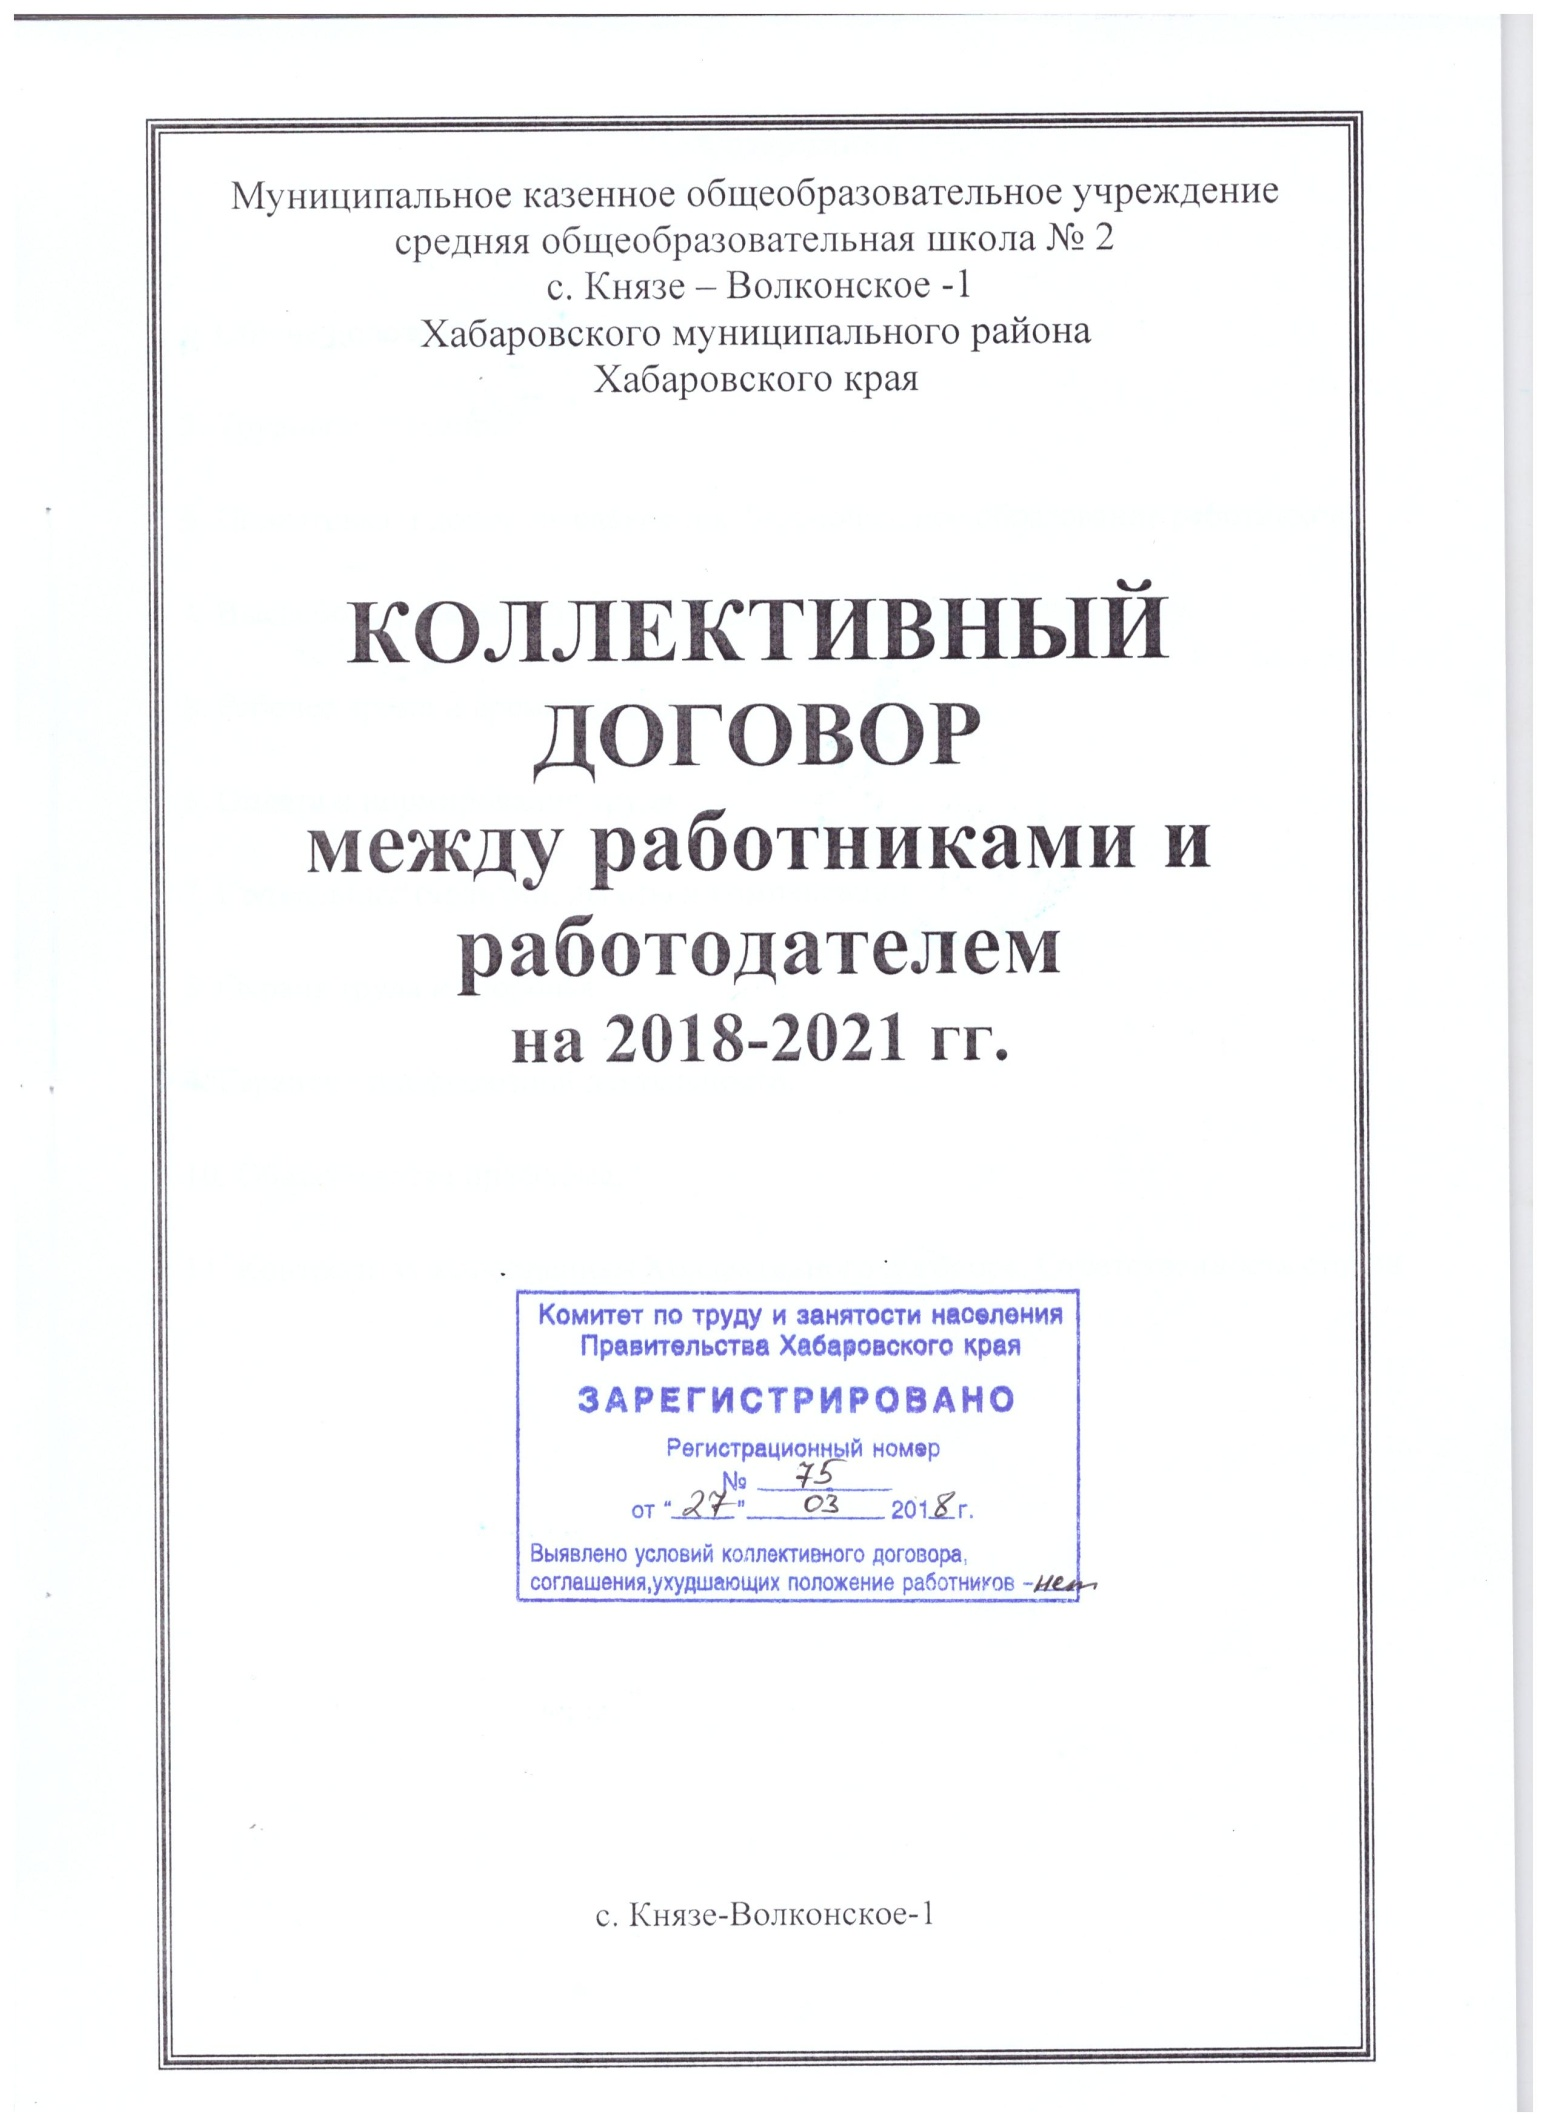 Муниципальное казенное общеобразовательное учреждение
средняя общеобразовательная школа № 2
с. Князе – Волконское -1
Хабаровского муниципального района
Хабаровского края
КОЛЛЕКТИВНЫЙ
ДОГОВОР
между работниками и
работодателем
на 2018-2021 гг.
Комитет по труду и занятости населения
Правительства Хабаровского края
ЗАРЕГИСТРИРОВАНО
Регистрационный номер
№ 75
от “ 27 ” 03 2018 г.
Выявлено условий коллективного договора,
соглашения,ухудшающих положение работников – нет
с. Князе-Волконское-1